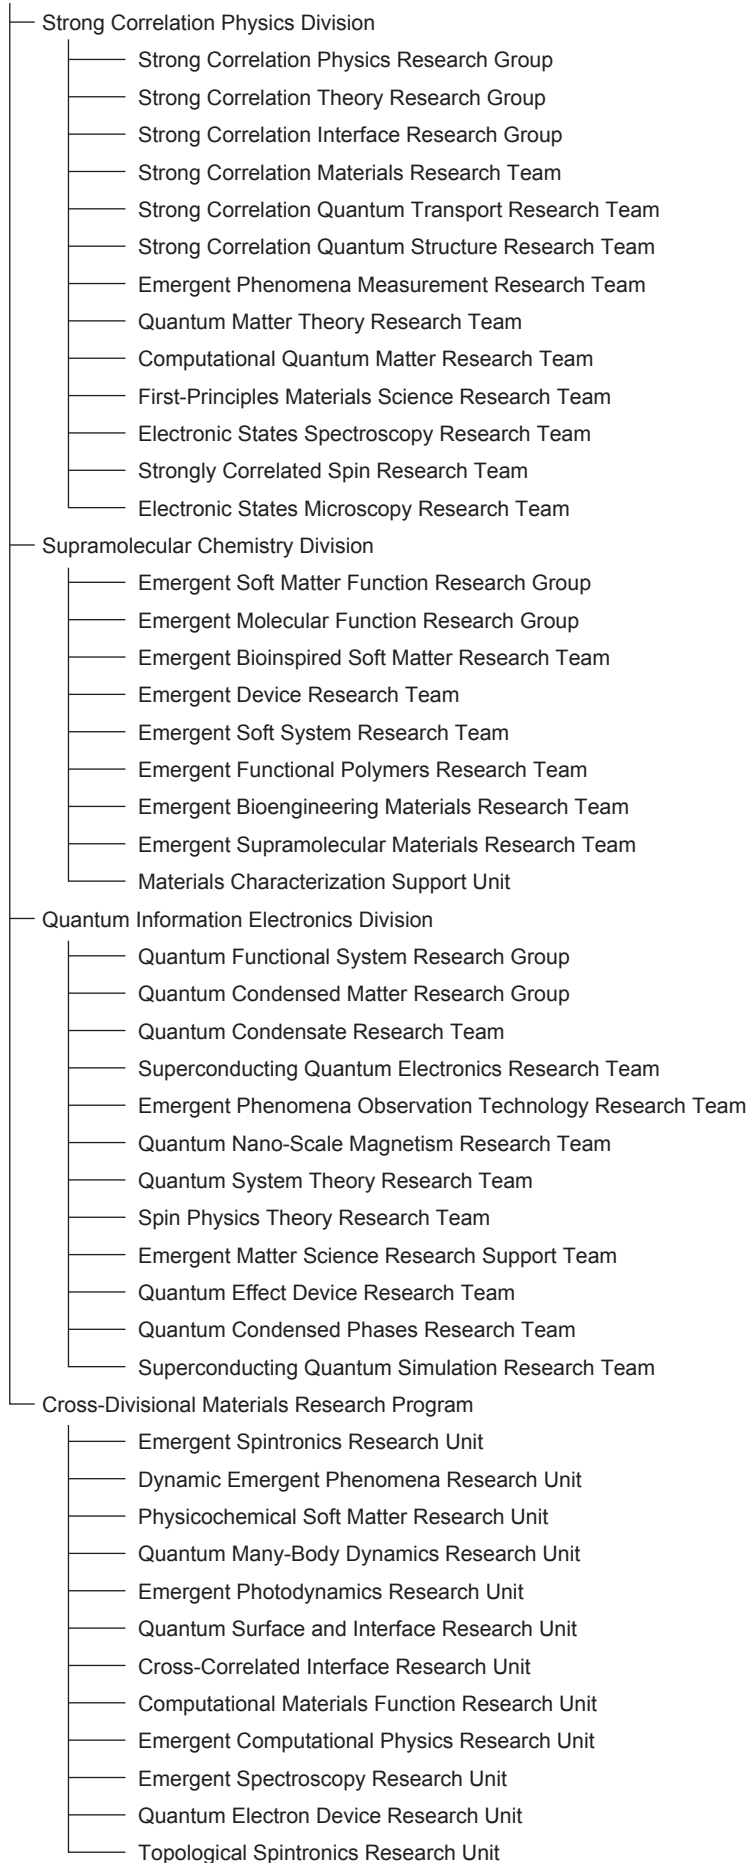 Strong Correlation Physics Division
Strong Correlation Physics Research Group
Strong Correlation Theory Research Group
Strong Correlation Interface Research Group
Strong Correlation Materials Research Team
Strong Correlation Quantum Transport Research Team
Strong Correlation Quantum Structure Research Team
Emergent Phenomena Measurement Research Team
Quantum Matter Theory Research Team
Computational Quantum Matter Research Team
First-Principles Materials Science Research Team
Electronic States Spectroscopy Research Team
Strongly Correlated Spin Research Team
Electronic States Microscopy Research Team
Supramolecular Chemistry Division
Emergent Soft Matter Function Research Group
Emergent Molecular Function Research Group
Emergent Bioinspired Soft Matter Research Team
Emergent Device Research Team
Emergent Soft System Research Team
Emergent Functional Polymers Research Team
Emergent Bioengineering Materials Research Team
Emergent Supramolecular Materials Research Team
Materials Characterization Support Unit
Quantum Information Electronics Division
Quantum Functional System Research Group
Quantum Condensed Matter Research Group
Quantum Condensate Research Team
Superconducting Quantum Electronics Research Team
Emergent Phenomena Observation Technology Research Team
Quantum Nano-Scale Magnetism Research Team
Quantum System Theory Research Team
Spin Physics Theory Research Team
Emergent Matter Science Research Support Team
Quantum Effect Device Research Team
Quantum Condensed Phases Research Team
Superconducting Quantum Simulation Research Team
Cross-Divisional Materials Research Program
Emergent Spintronics Research Unit
Dynamic Emergent Phenomena Research Unit
Physicochemical Soft Matter Research Unit
Quantum Many-Body Dynamics Research Unit
Emergent Photodynamics Research Unit
Quantum Surface and Interface Research Unit
Cross-Correlated Interface Research Unit
Computational Materials Function Research Unit
Emergent Computational Physics Research Unit
Emergent Spectroscopy Research Unit
Quantum Electron Device Research Unit
Topological Spintronics Research Unit